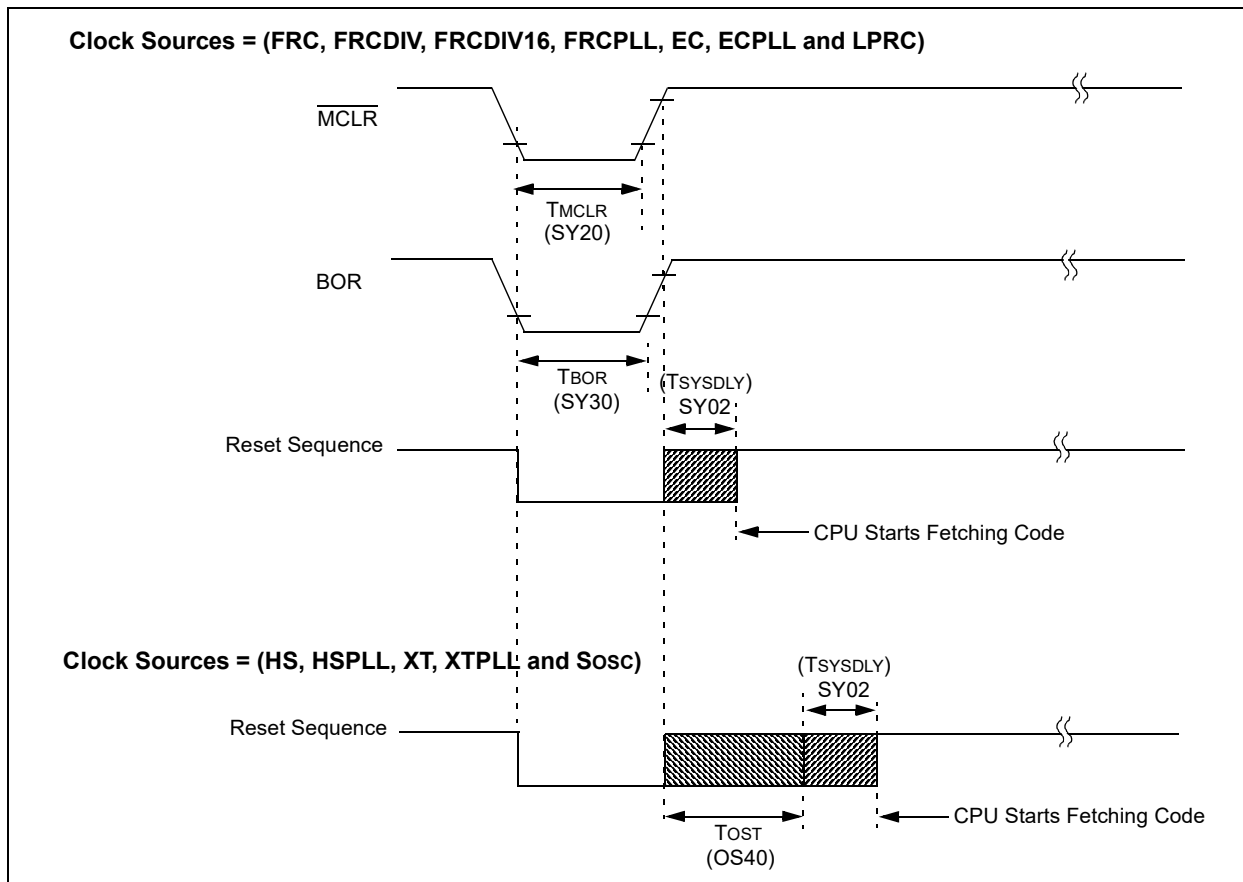 Clock Sources = (FRC, FRCDIV, FRCDIV16, FRCPLL, EC, ECPLL and LPRC)
MCLR
TMCLR
(SY20)
BOR
TBOR
(SY30)
(TSYSDLY)
SY02
Reset Sequence
CPU Starts Fetching Code
Clock Sources = (HS, HSPLL, XT, XTPLL and SOSC)
(TSYSDLY)
SY02
Reset Sequence
CPU Starts Fetching Code
TOST
(OS40)